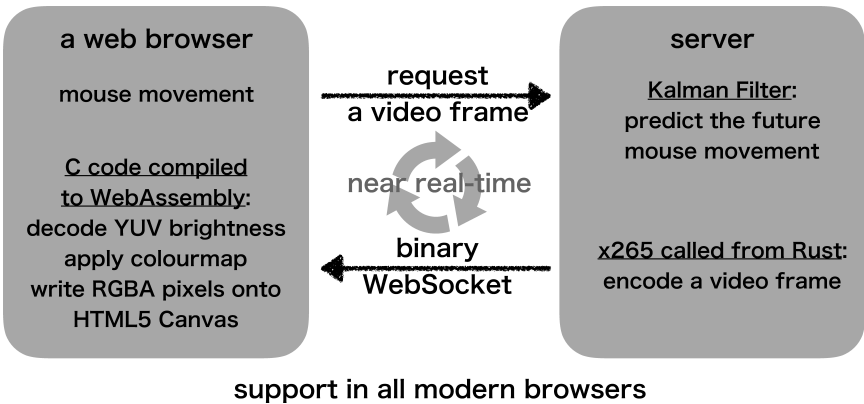 a web browser
mouse movement
C code compiled
to WebAssembly:
decode YUV brightness
apply colourmap
write RGBA pixels onto
HTML5 Canvas
request
a video frame
near real-time
binary
WebSocket
server
Kalman Filter:
predict the future
mouse movement
x265 called from Rust:
encode a video frame
support in all modern browsers